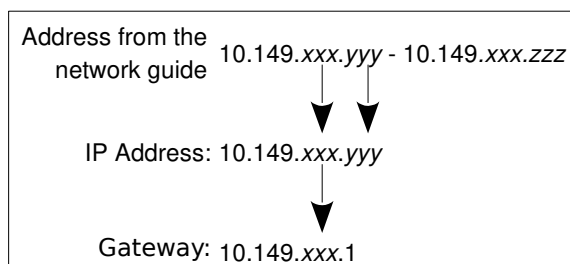 Address from the
network guide 10.149.xxx.yyy - 10.149.xxx.zzz
IP Address: 10.149.xxx.yyy
Gateway: 10.149.xxx.1